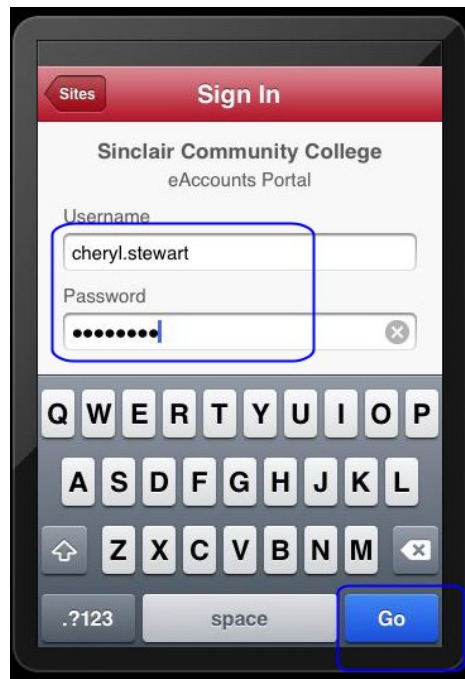 Sites Sign In
Sinclair Community College
eAccounts Portal
Username
cheryl.stewart
Password
••••••••
Q W E R T Y U I O P
A S D F G H J K L
Z X C V B N M
.?123 space Go